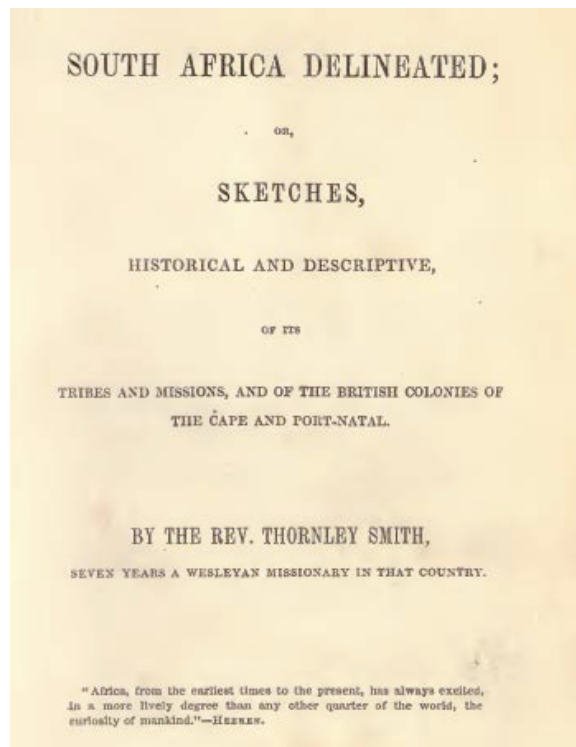 SOUTH AFRICA DELINEATED;
OR,
SKETCHES,
HISTORICAL AND DESCRIPTIVE,
OF ITS
TRIBES AND MISSIONS, AND OF THE BRITISH COLONIES OF
THE CAPE AND PORT-NATAL.
BY THE REV. THORNLEY SMITH,
SEVEN YEARS A WESLEYAN MISSIONARY IN THAT COUNTRY.
"Africa, from the earliest times to the present, has always excited,
in a more lively degree than any other quarter of the world, the
curiosity of mankind."—HEEREN.